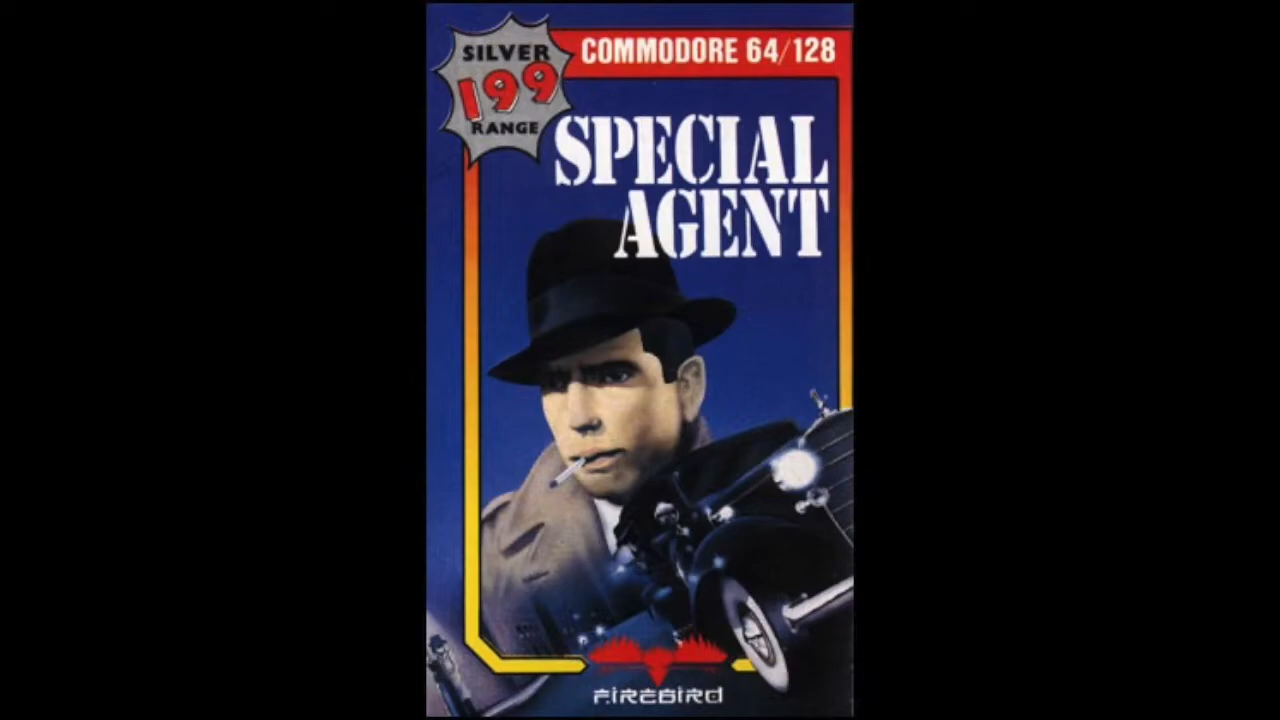 SILVER
199
RANGE
COMMODORE 64/128
SPECIAL
AGENT
FIREBIRD